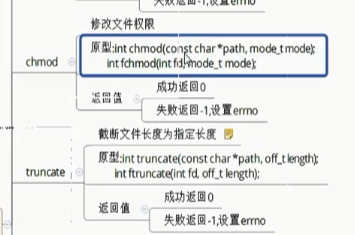 失败返回-1,设置errno
修改文件权限
chmod
原型:int chmod(const char *path, mode_t mode);
int fchmod(int fd, mode_t mode);
返回值
成功返回0
失败返回-1,设置errno
截断文件长度为指定长度
truncate
原型:int truncate(const char *path, off_t length);
int ftruncate(int fd, off_t length);
返回值
成功返回0
失败返回-1,设置errno